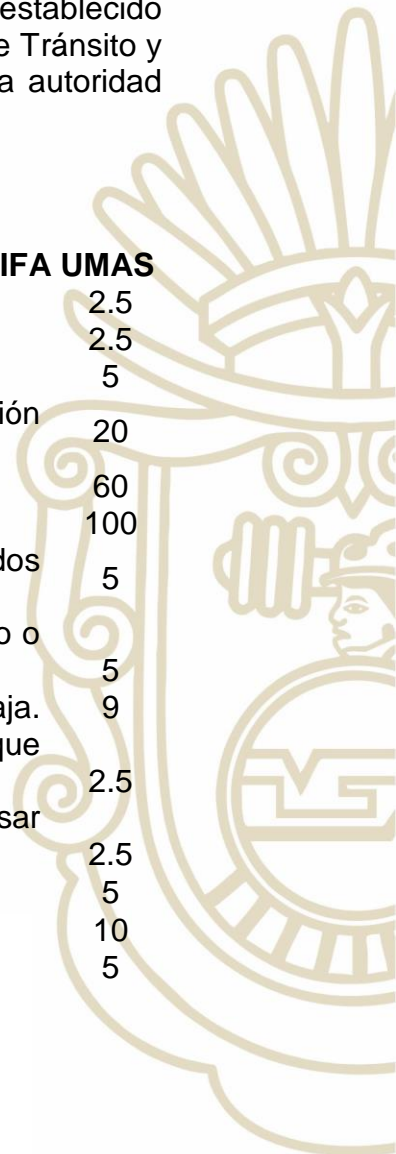 establecido
e Tránsito y
a autoridad
IFA UMAS
2.5
2.5
5
ión
20
60
100
dos
5
o o
5
aja.
9
que
2.5
sar
2.5
5
10
5